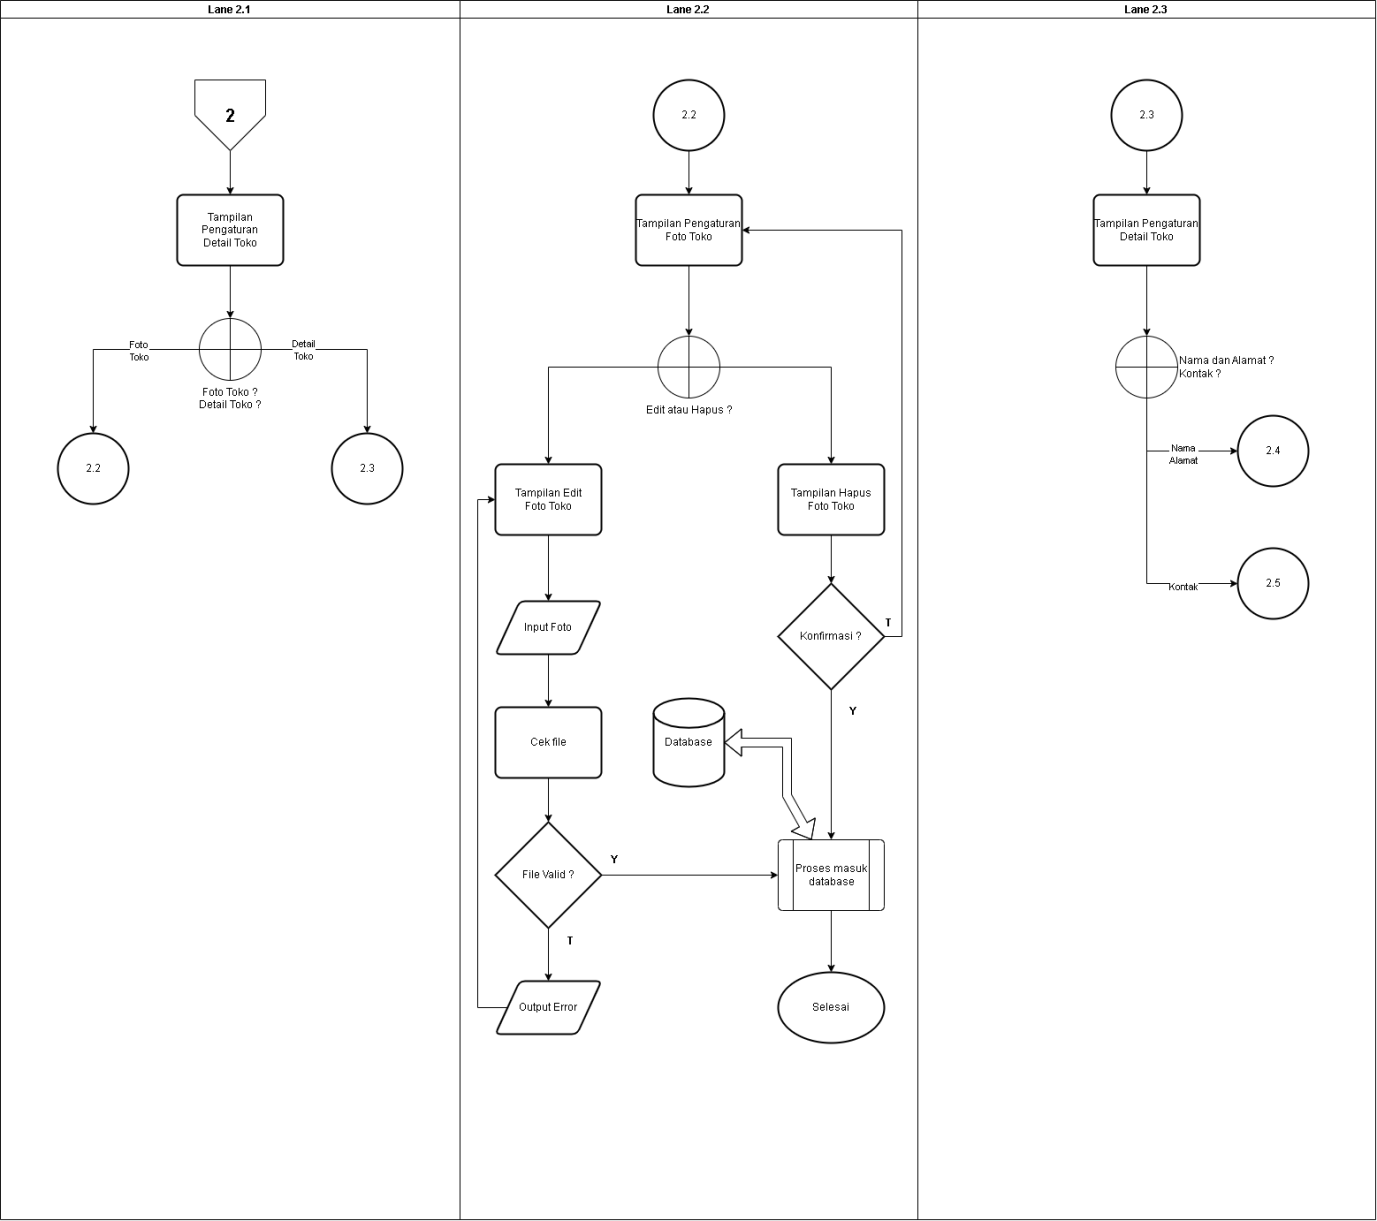 Lane 2.1
Lane 2.2
Lane 2.3
2
Tampilan
Pengaturan
Detail Toko
Foto
Toko
Detail
Toko
Foto Toko ?
Detail Toko ?
2.2
2.3
2.2
Tampilan Pengaturan
Foto Toko
Edit atau Hapus ?
Tampilan Edit
Foto Toko
Tampilan Hapus
Foto Toko
Input Foto
Konfirmasi ?
T
Y
Cek file
Database
File Valid ?
Y
T
Proses masuk
database
Output Error
Selesai
2.3
Tampilan Pengaturan
Detail Toko
Nama dan Alamat ?
Kontak ?
Nama
Alamat
2.4
Kontak
2.5